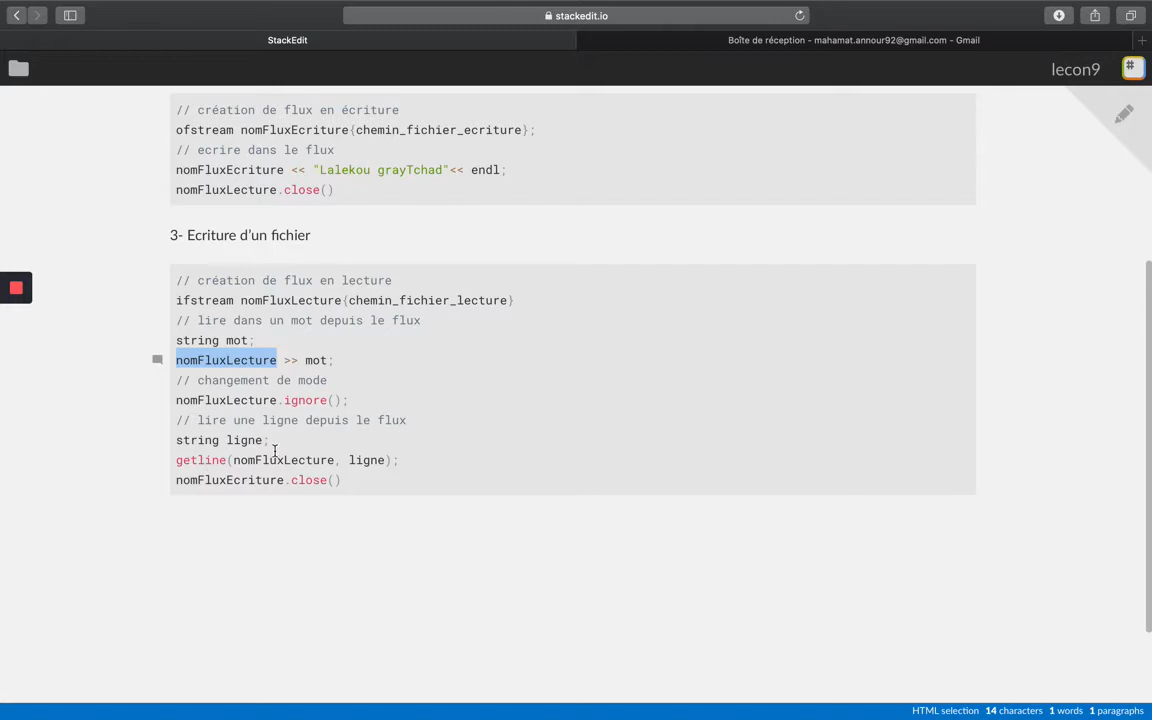 stackedit.io
StackEdit
Boîte de réception - mahamat.annour92@gmail.com - Gmail
lecon9
#
// création de flux en écriture
ofstream nomFluxEcriture{chemin_fichier_ecriture};
// ecrire dans le flux
nomFluxEcriture << "Lalekou grayTchad"<< endl;
nomFluxLecture.close()
3- Ecriture d'un fichier
// création de flux en lecture
ifstream nomFluxLecture{chemin_fichier_lecture}
// lire dans un mot depuis le flux
string mot;
nomFluxLecture >> mot;
// changement de mode
nomFluxLecture.ignore();
// lire une ligne depuis le flux
string ligne;
getline(nomFluxLecture, ligne);
nomFluxEcriture.close()
HTML selection 14 characters 1 words 1 paragraphs